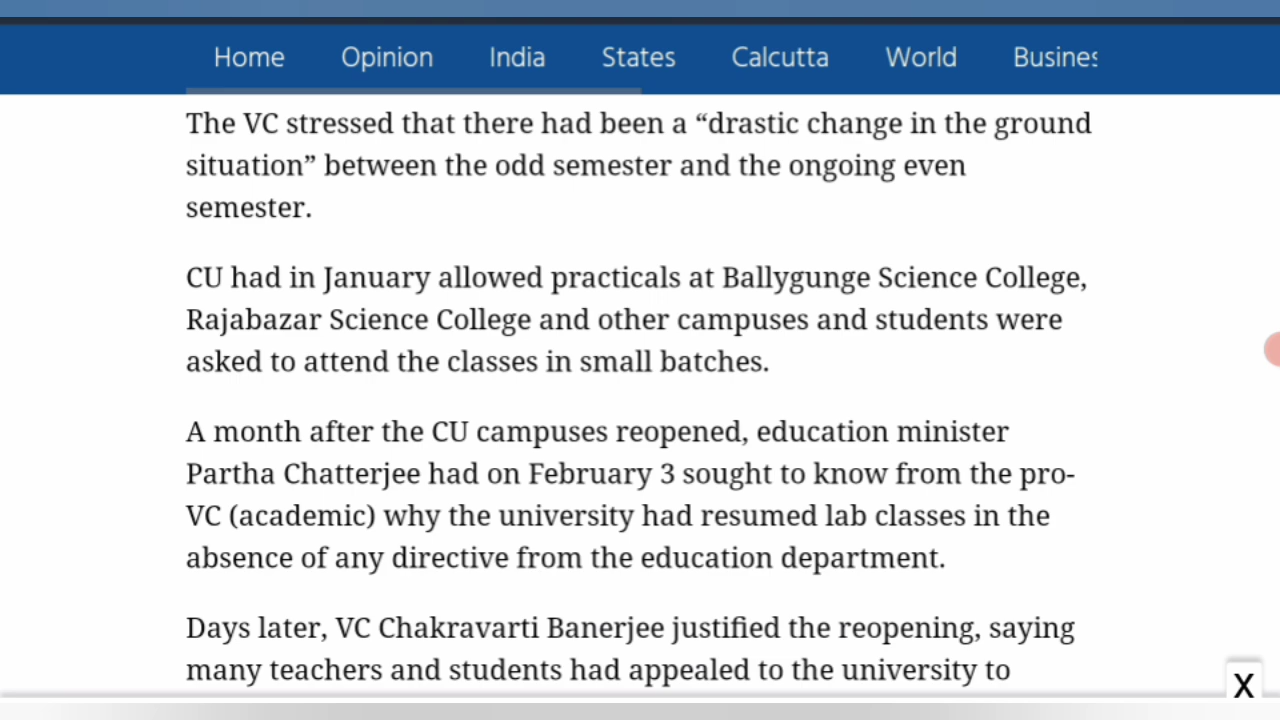 Home Opinion India States Calcutta World Busines
The VC stressed that there had been a “drastic change in the ground
situation” between the odd semester and the ongoing even
semester.
CU had in January allowed practicals at Ballygunge Science College,
Rajabazar Science College and other campuses and students were
asked to attend the classes in small batches.
A month after the CU campuses reopened, education minister
Partha Chatterjee had on February 3 sought to know from the pro-
VC (academic) why the university had resumed lab classes in the
absence of any directive from the education department.
Days later, VC Chakravarti Banerjee justified the reopening, saying
many teachers and students had appealed to the university to
X